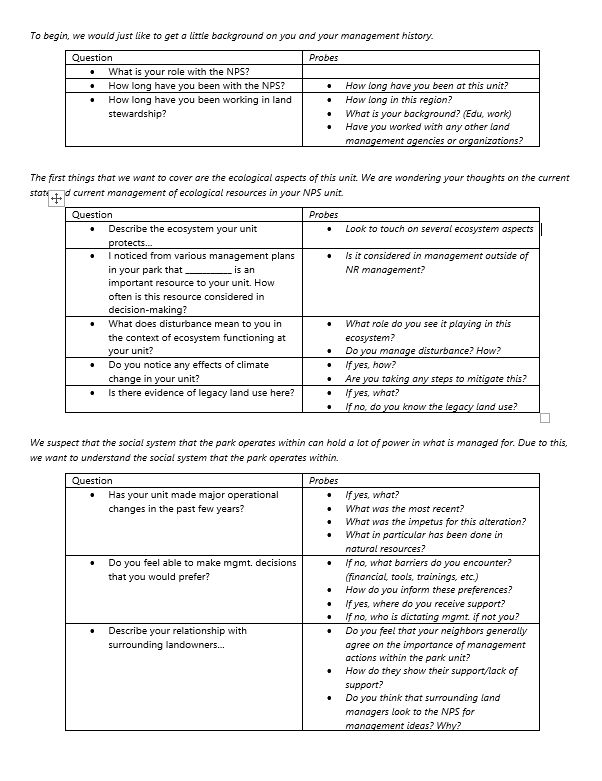 To begin, we would just like to get a little background on you and your management history.
Question Probes
• What is your role with the NPS?
• How long have you been with the NPS? • How long have you been at this unit?
• How long have you been working in land • How long in this region?
stewardship? • What is your background? (Edu, work)
• Have you worked with any other land
management agencies or organizations?
The first things that we want to cover are the ecological aspects of this unit. We are wondering your thoughts on the current
state d current management of ecological resources in your NPS unit.
Question Probes
• Describe the ecosystem your unit • Look to touch on several ecosystem aspects
protects...
• I noticed from various management plans • Is it considered in management outside of
in your park that __________ is an NR management?
important resource to your unit. How
often is this resource considered in
decision-making?
• What does disturbance mean to you in • What role do you see it playing in this
the context of ecosystem functioning at ecosystem?
your unit? • Do you manage disturbance? How?
• Do you notice any effects of climate • If yes, how?
change in your unit? • Are you taking any steps to mitigate this?
• Is there evidence of legacy land use here? • If yes, what?
• If no, do you know the legacy land use?
We suspect that the social system that the park operates within can hold a lot of power in what is managed for. Due to this,
we want to understand the social system that the park operates within.
Question Probes
• Has your unit made major operational • If yes, what?
changes in the past few years? • What was the most recent?
• What was the impetus for this alteration?
• What in particular has been done in
natural resources?
• Do you feel able to make mgmt. decisions • If no, what barriers do you encounter?
that you would prefer? (financial, tools, trainings, etc.)
• How do you inform these preferences?
• If yes, where do you receive support?
• If no, who is dictating mgmt. if not you?
• Describe your relationship with • Do you feel that your neighbors generally
surrounding landowners... agree on the importance of management
actions within the park unit?
• How do they show their support/lack of
support?
• Do you think that surrounding land
managers look to the NPS for
management ideas? Why?